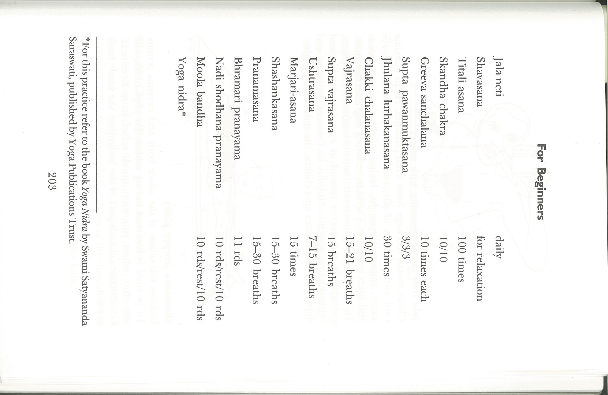 For Beginners
Jala neti daily
Shavasana for relaxation
Titali asana 100 times
Skandha chakra 10/10
Greeva sanchalana 10 times each
Supta pawanmuktasana 3/3/3
Jhulana lurhakanasana 30 times
Chakki chalanasana 10/10
Vajrasana 15–21 breaths
Supta vajrasana 15 breaths
Ushtrasana 7–15 breaths
Marjari-asana 15 times
Shashankasana 15–30 breaths
Pranamasana 15–30 breaths
Bhramari pranayama 11 rds
Nadi shodhana pranayama 10 rds/rest/10 rds
Moola bandha 10 rds/rest/10 rds
Yoga nidra*
*For this practice refer to the book Yoga Nidra by Swami Satyananda
Saraswati, published by Yoga Publications Trust.
203